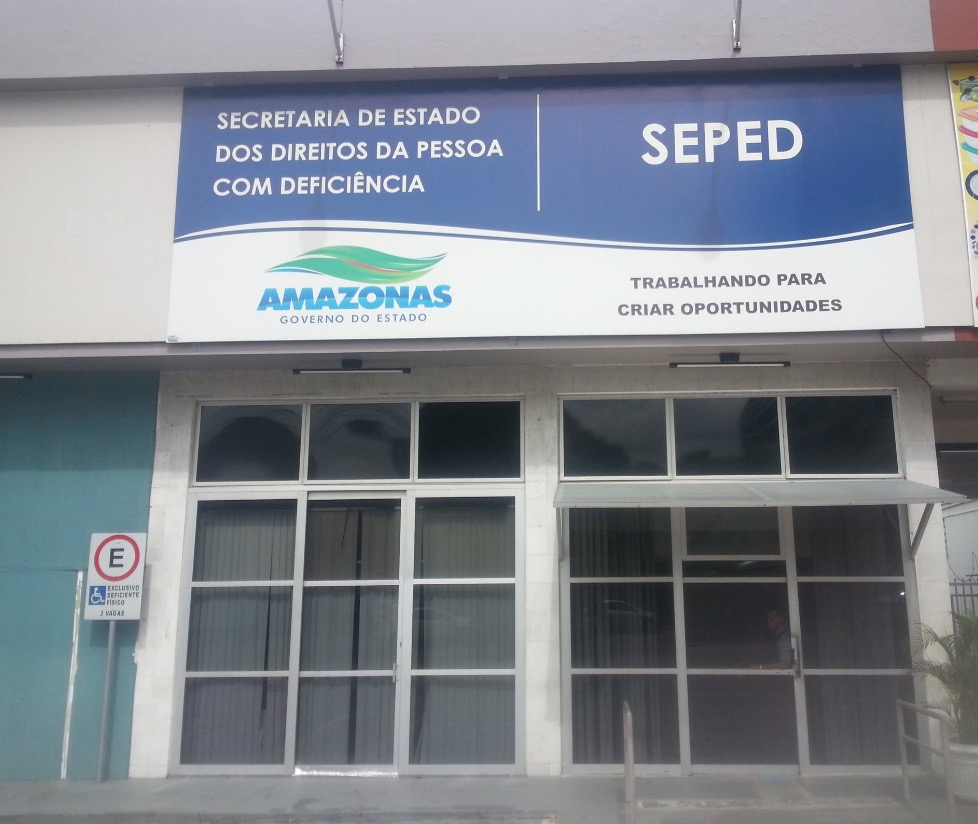 SECRETARIA DE ESTADO
DOS DIREITOS DA PESSOA
COM DEFICIÊNCIA
SEPED
AMAZONAS
GOVERNO DO ESTADO
TRABALHANDO PARA
CRIAR OPORTUNIDADES
E
EXCLUSIVO
DEFICIENTE
FÍSICO
3 VAGAS